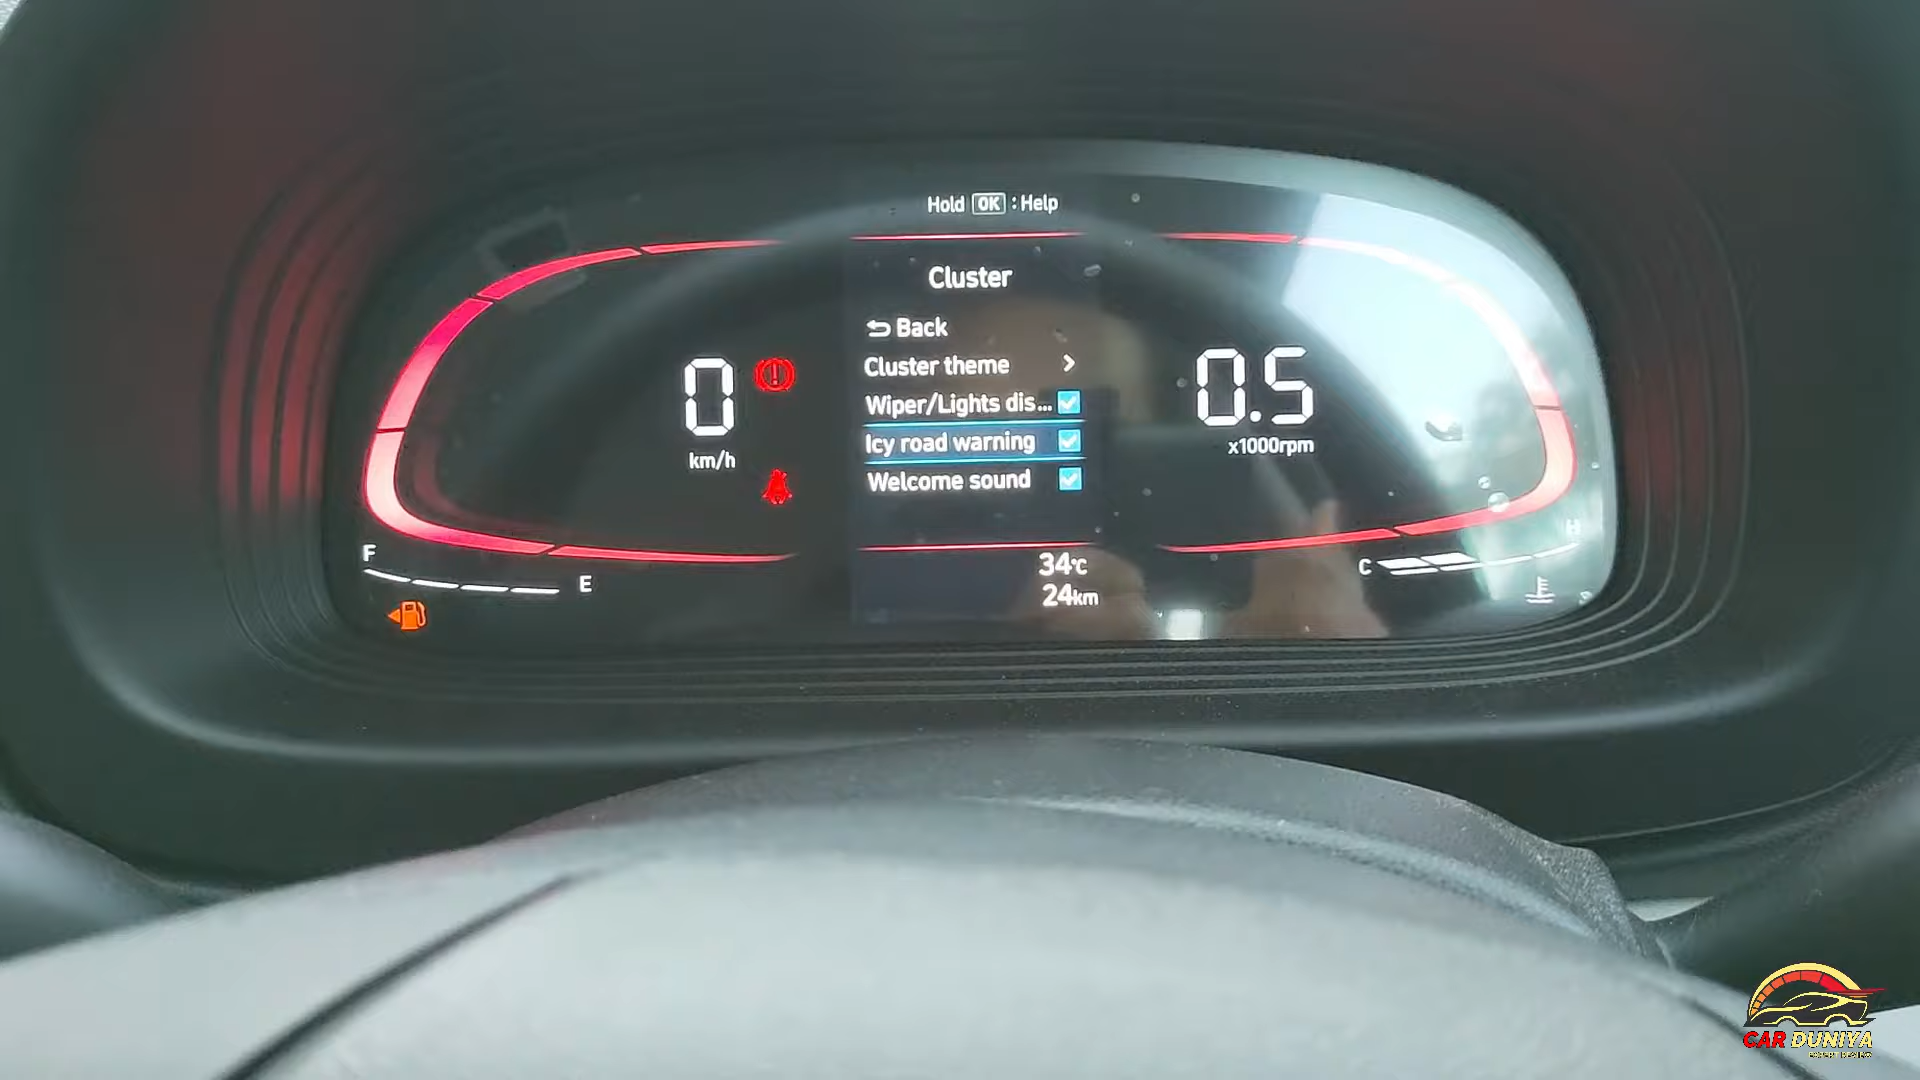 Hold OK : Help
Cluster
Back
Cluster theme
Wiper/Lights dis...
Icy road warning
Welcome sound
0
km/h
0.5
x1000rpm
F
E
34°C
24km
C
H
CAR DUNIYA